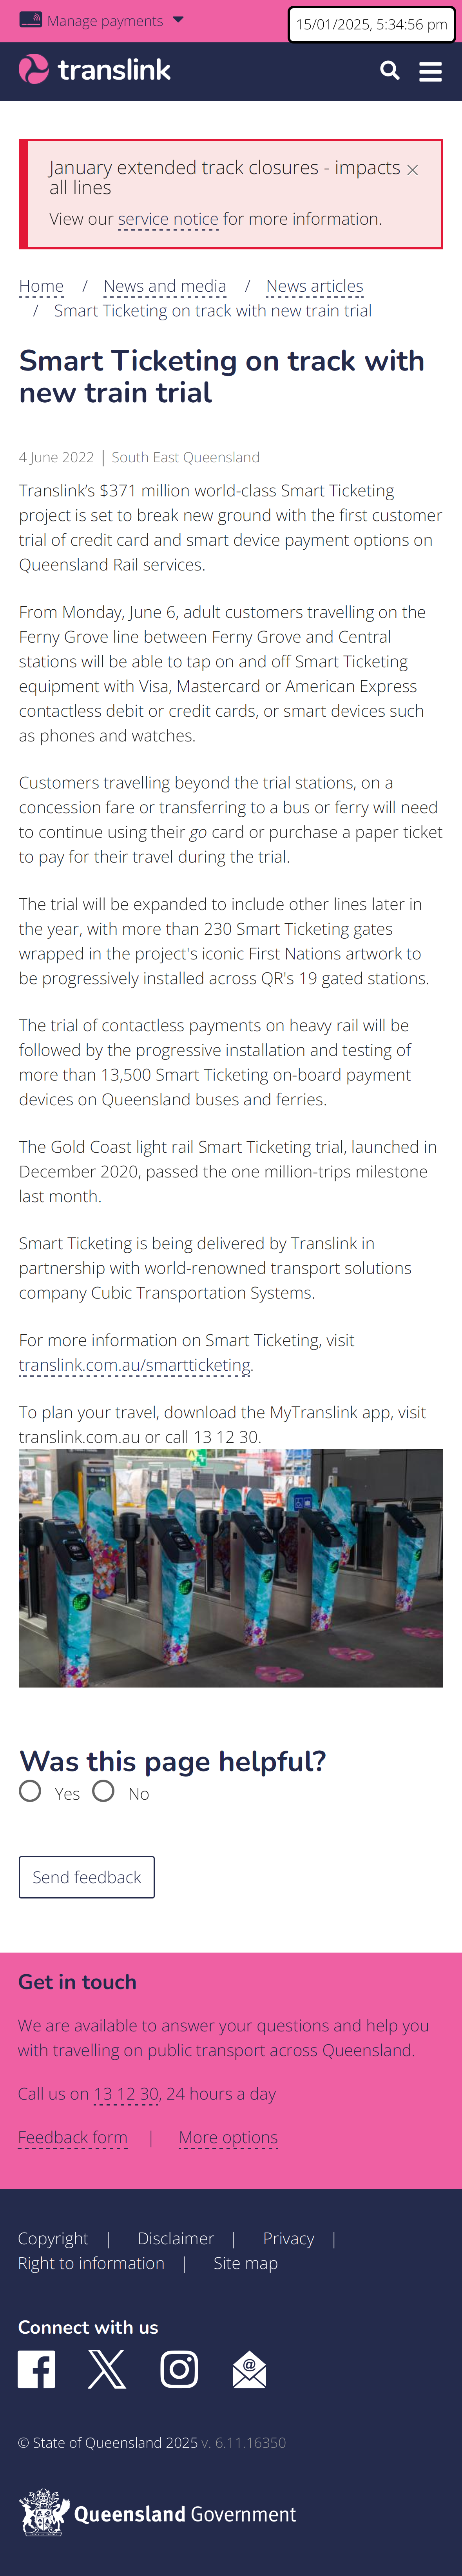 Manage payments
15/01/2025, 5:34:56 pm
translink
January extended track closures - impacts
all lines
View our service notice for more information.
Home / News and media / News articles
/ Smart Ticketing on track with new train trial
Smart Ticketing on track with
new train trial
4 June 2022 | South East Queensland
Translink's $371 million world-class Smart Ticketing
project is set to break new ground with the first customer
trial of credit card and smart device payment options on
Queensland Rail services.
From Monday, June 6, adult customers travelling on the
Ferny Grove line between Ferny Grove and Central
stations will be able to tap on and off Smart Ticketing
equipment with Visa, Mastercard or American Express
contactless debit or credit cards, or smart devices such
as phones and watches.
Customers travelling beyond the trial stations, on a
concession fare or transferring to a bus or ferry will need
to continue using their go card or purchase a paper ticket
to pay for their travel during the trial.
The trial will be expanded to include other lines later in
the year, with more than 230 Smart Ticketing gates
wrapped in the project's iconic First Nations artwork to
be progressively installed across QR's 19 gated stations.
The trial of contactless payments on heavy rail will be
followed by the progressive installation and testing of
more than 13,500 Smart Ticketing on-board payment
devices on Queensland buses and ferries.
The Gold Coast light rail Smart Ticketing trial, launched in
December 2020, passed the one million-trips milestone
last month.
Smart Ticketing is being delivered by Translink in
partnership with world-renowned transport solutions
company Cubic Transportation Systems.
For more information on Smart Ticketing, visit
translink.com.au/smartticketing.
To plan your travel, download the MyTranslink app, visit
translink.com.au or call 13 12 30.
Was this page helpful?
Yes No
Send feedback
Get in touch
We are available to answer your questions and help you
with travelling on public transport across Queensland.
Call us on 13 12 30, 24 hours a day
Feedback form | More options
Copyright | Disclaimer | Privacy |
Right to information | Site map
Connect with us
© State of Queensland 2025 v. 6.11.16350
Queensland Government